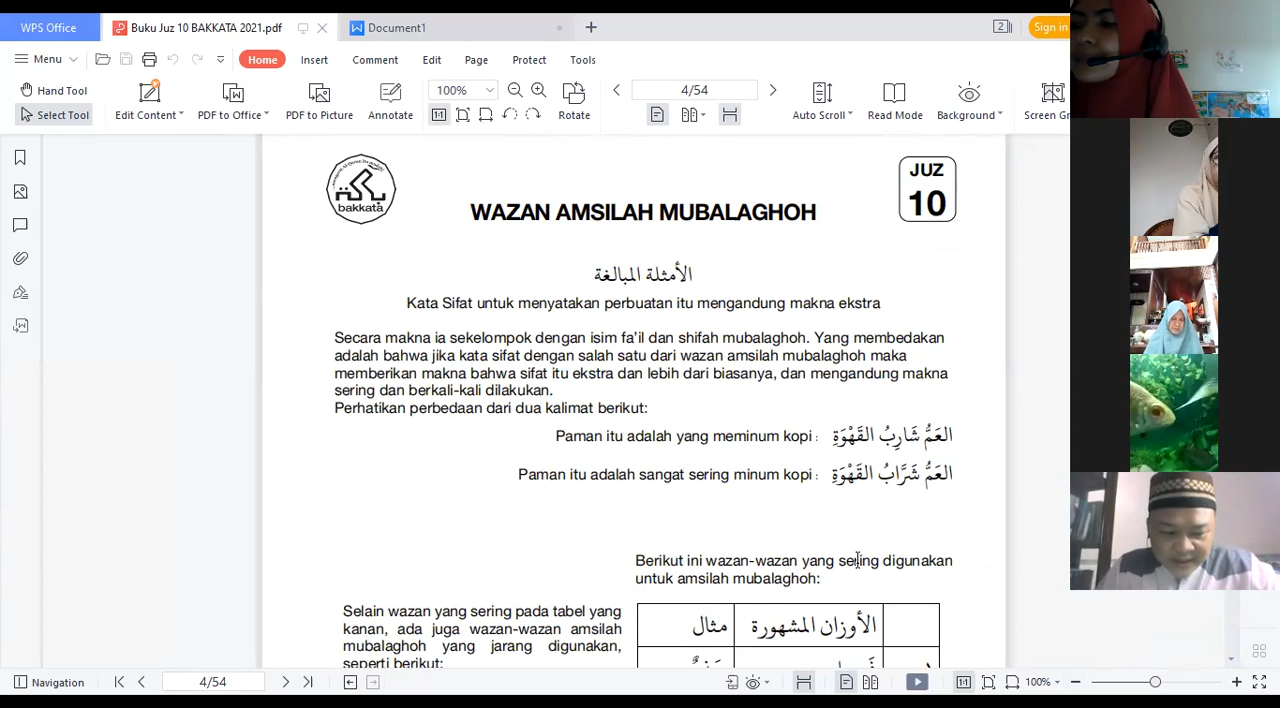 WPS Office
Buku Juz 10 BAKKATA 2021.pdf
Document1
2
Sign in
Menu
Home
Insert
Comment
Edit
Page
Protect
Tools
Hand Tool
Select Tool
Edit Content
PDF to Office
PDF to Picture
Annotate
100%
1:1
Rotate
4/54
Auto Scroll
Read Mode
Background
Screen Gr
bakkata
WAZAN AMSILAH MUBALAGHOH
JUZ
10
الأمثلة المبالغة
Kata Sifat untuk menyatakan perbuatan itu mengandung makna ekstra
Secara makna ia sekelompok dengan isim fa'il dan shifah mubalaghoh. Yang membedakan
adalah bahwa jika kata sifat dengan salah satu dari wazan amsilah mubalaghoh maka
memberikan makna bahwa sifat itu ekstra dan lebih dari biasanya, dan mengandung makna
sering dan berkali-kali dilakukan.
Perhatikan perbedaan dari dua kalimat berikut:
Paman itu adalah yang meminum kopi : العَمُّ شَارِبُ القَهْوَةِ
Paman itu adalah sangat sering minum kopi : العَمُّ شَرَّابُ القَهْوَةِ
Berikut ini wazan-wazan yang sering digunakan
untuk amsilah mubalaghoh:
Selain wazan yang sering pada tabel yang
kanan, ada juga wazan-wazan amsilah
mubalaghoh yang jarang digunakan,
seperti berikut:
الأوزان المشهورة
مثال
Navigation
4/54
1:1
100%